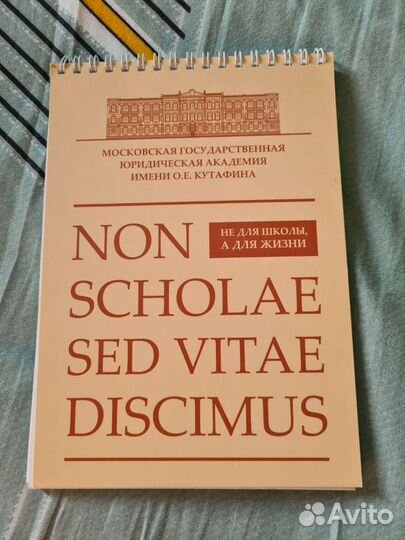 МОСКОВСКАЯ ГОСУДАРСТВЕННАЯ
ЮРИДИЧЕСКАЯ АКАДЕМИЯ
ИМЕНИ О.Е. КУТАФИНА
NON
НЕ ДЛЯ ШКОЛЫ,
А ДЛЯ ЖИЗНИ
SCHOLAE
SED VITAE
DISCIMUS
Avito